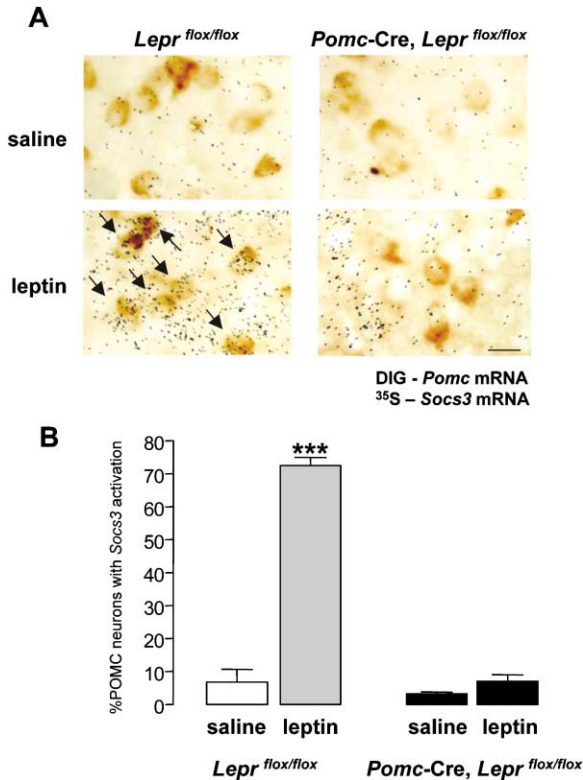 A
Lepr flox/flox
Pomc-Cre, Lepr flox/flox
saline
leptin
DIG - Pomc mRNA
35S – Socs3 mRNA
B
%POMC neurons with Socs3 activation
80
70
60
50
40
30
20
10
0
***
saline leptin saline leptin
Lepr flox/flox Pomc-Cre, Lepr flox/flox